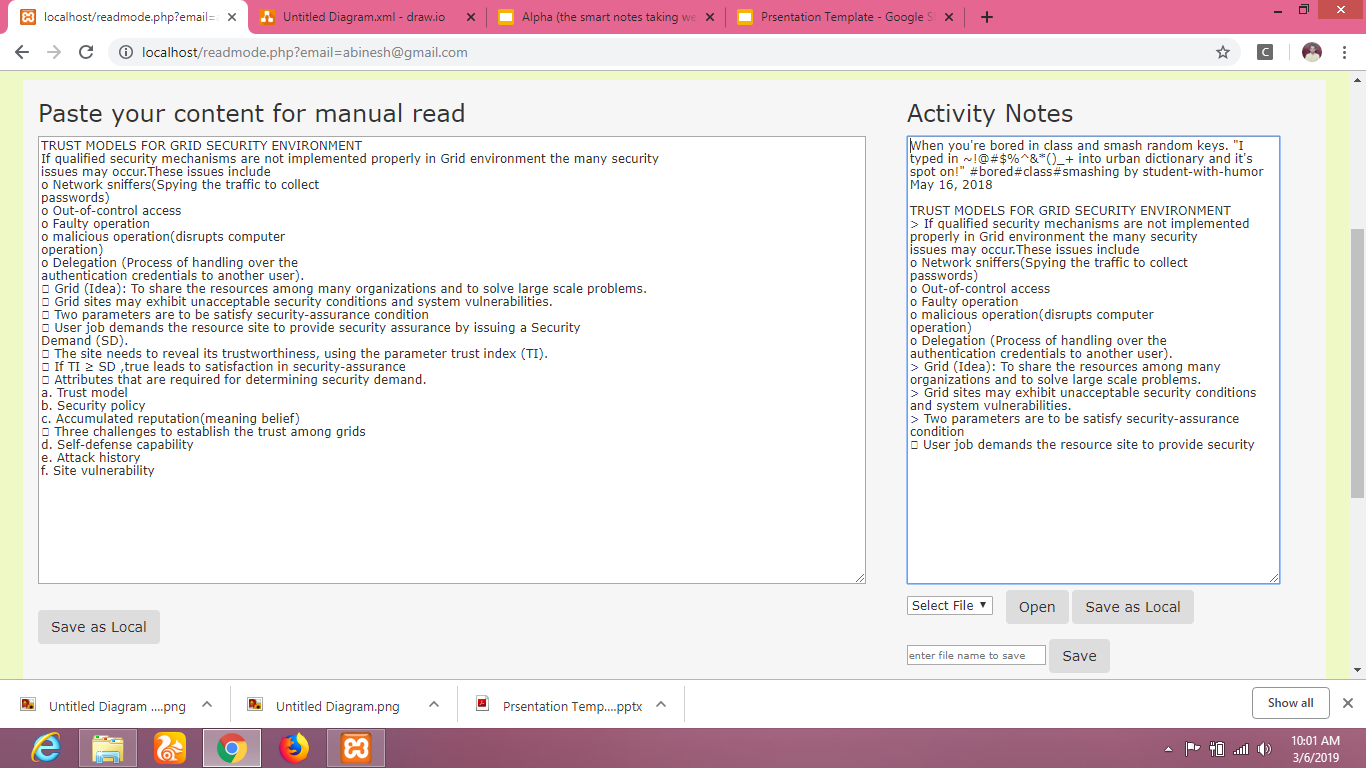 localhost/readmode.php?email=a
Untitled Diagram.xml - draw.io
Alpha (the smart notes taking we
Prsentation Template - Google S
localhost/readmode.php?email=abinesh@gmail.com
C
Paste your content for manual read
TRUST MODELS FOR GRID SECURITY ENVIRONMENT
If qualified security mechanisms are not implemented properly in Grid environment the many security
issues may occur.These issues include
o Network sniffers(Spying the traffic to collect
passwords)
o Out-of-control access
o Faulty operation
o malicious operation(disrupts computer
operation)
o Delegation (Process of handling over the
authentication credentials to another user).
 Grid (Idea): To share the resources among many organizations and to solve large scale problems.
 Grid sites may exhibit unacceptable security conditions and system vulnerabilities.
 Two parameters are to be satisfy security-assurance condition
 User job demands the resource site to provide security assurance by issuing a Security
Demand (SD).
 The site needs to reveal its trustworthiness, using the parameter trust index (TI).
 If TI ≥ SD ,true leads to satisfaction in security-assurance
 Attributes that are required for determining security demand.
a. Trust model
b. Security policy
c. Accumulated reputation(meaning belief)
 Three challenges to establish the trust among grids
d. Self-defense capability
e. Attack history
f. Site vulnerability
Save as Local
Activity Notes
When you're bored in class and smash random keys. "I
typed in ~!@#$%^&*()_+ into urban dictionary and it's
spot on!" #bored#class#smashing by student-with-humor
May 16, 2018
TRUST MODELS FOR GRID SECURITY ENVIRONMENT
> If qualified security mechanisms are not implemented
properly in Grid environment the many security
issues may occur.These issues include
o Network sniffers(Spying the traffic to collect
passwords)
o Out-of-control access
o Faulty operation
o malicious operation(disrupts computer
operation)
o Delegation (Process of handling over the
authentication credentials to another user).
> Grid (Idea): To share the resources among many
organizations and to solve large scale problems.
> Grid sites may exhibit unacceptable security conditions
and system vulnerabilities.
> Two parameters are to be satisfy security-assurance
condition
 User job demands the resource site to provide security
Select File
Open
Save as Local
enter file name to save
Save
Untitled Diagram ....png
Untitled Diagram.png
Prsentation Temp....pptx
Show all
10:01 AM
3/6/2019